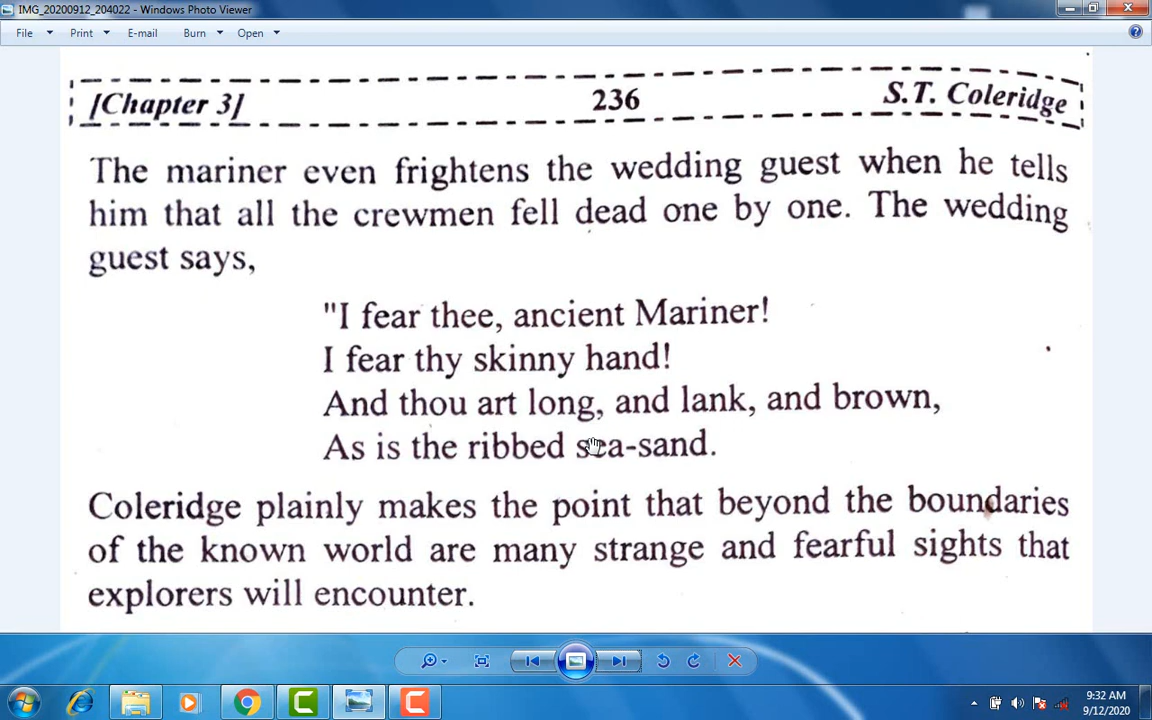 IMG_20200912_204022 - Windows Photo Viewer
File Print E-mail Burn Open
[Chapter 3] 236 S.T. Coleridge
The mariner even frightens the wedding guest when he tells
him that all the crewmen fell dead one by one. The wedding
guest says,
"I fear thee, ancient Mariner!
I fear thy skinny hand!
And thou art long, and lank, and brown,
As is the ribbed sea-sand.
Coleridge plainly makes the point that beyond the boundaries
of the known world are many strange and fearful sights that
explorers will encounter.
9:32 AM
9/12/2020